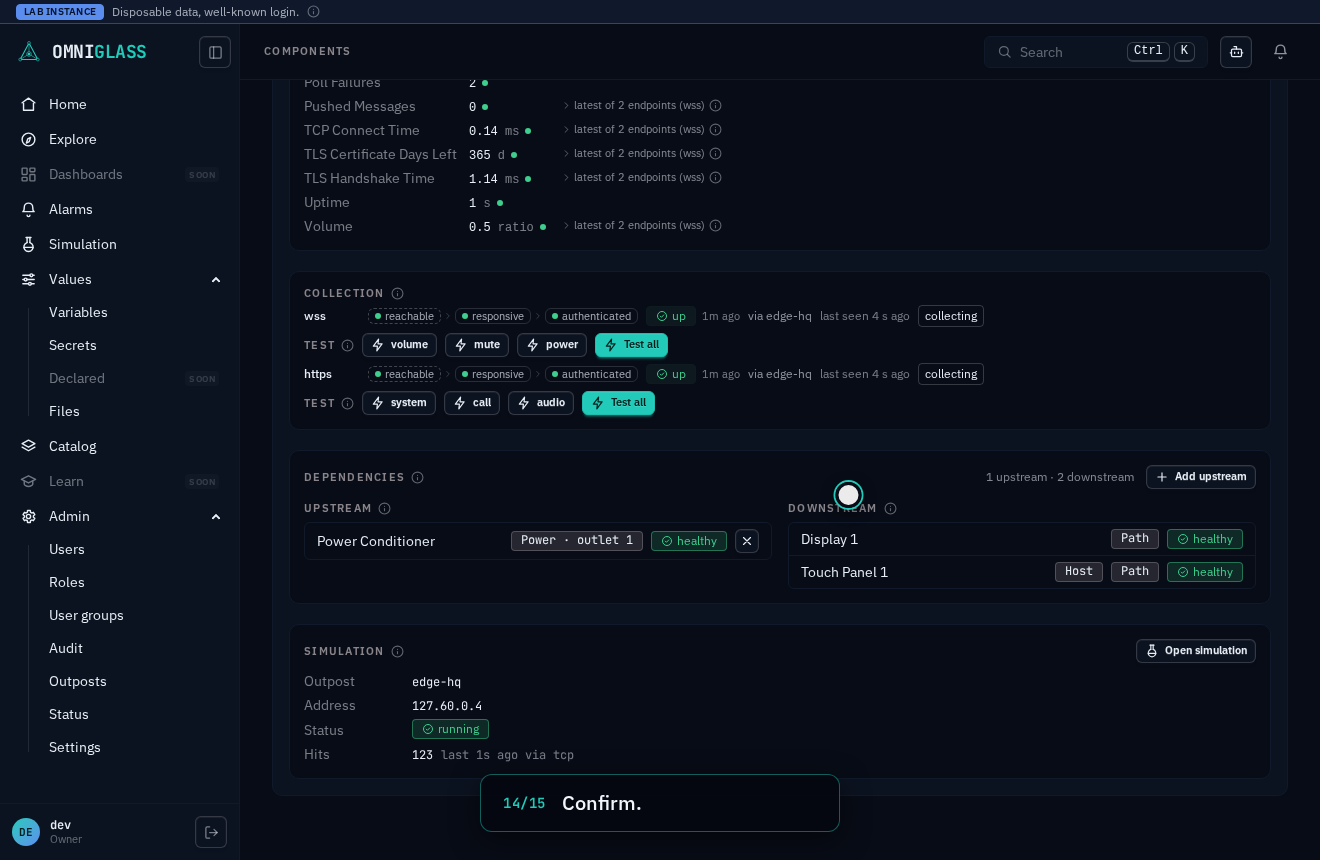 LAB INSTANCE Disposable data, well-known login.
OMNIGLASS
COMPONENTS
Search Ctrl K
Home
Explore
Dashboards SOON
Alarms
Simulation
Values
Variables
Secrets
Declared SOON
Files
Catalog
Learn SOON
Admin
Users
Roles
User groups
Audit
Outposts
Status
Settings
DE dev
Owner
Poll Failures 2
Pushed Messages 0 latest of 2 endpoints (wss)
TCP Connect Time 0.14 ms latest of 2 endpoints (wss)
TLS Certificate Days Left 365 d latest of 2 endpoints (wss)
TLS Handshake Time 1.14 ms latest of 2 endpoints (wss)
Uptime 1 s
Volume 0.5 ratio latest of 2 endpoints (wss)
COLLECTION
wss reachable responsive authenticated up 1m ago via edge-hq last seen 4 s ago collecting
TEST volume mute power Test all
https reachable responsive authenticated up 1m ago via edge-hq last seen 4 s ago collecting
TEST system call audio Test all
DEPENDENCIES 1 upstream · 2 downstream Add upstream
UPSTREAM
Power Conditioner Power · outlet 1 healthy
DOWNSTREAM
Display 1 Path healthy
Touch Panel 1 Host Path healthy
SIMULATION Open simulation
Outpost edge-hq
Address 127.60.0.4
Status running
Hits 123 last 1s ago via tcp
14/15 Confirm.